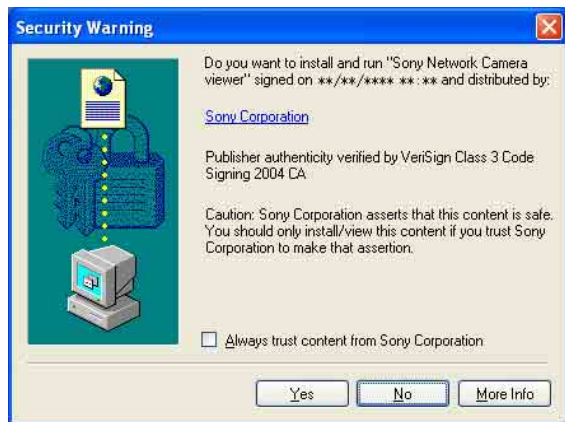 Security Warning
Do you want to install and run "Sony Network Camera
viewer" signed on **/**/**** **:** and distributed by:
Sony Corporation
Publisher authenticity verified by VeriSign Class 3 Code
Signing 2004 CA
Caution: Sony Corporation asserts that this content is safe.
You should only install/view this content if you trust Sony
Corporation to make that assertion.
Always trust content from Sony Corporation
Yes
No
More Info